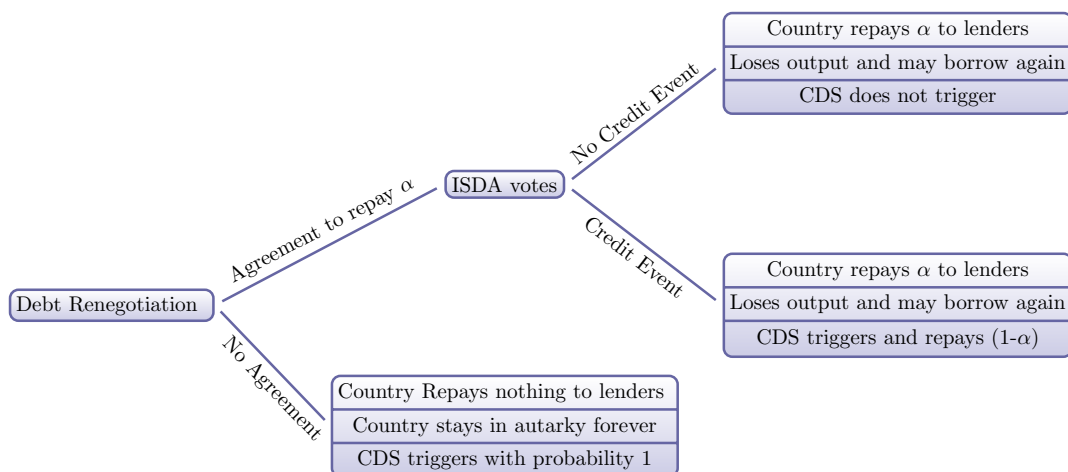 Country repays α to lenders
Loses output and may borrow again
CDS does not trigger
No Credit Event
ISDA votes
Agreement to repay α
Credit Event
Country repays α to lenders
Loses output and may borrow again
CDS triggers and repays (1-α)
Debt Renegotiation
No Agreement
Country Repays nothing to lenders
Country stays in autarky forever
CDS triggers with probability 1